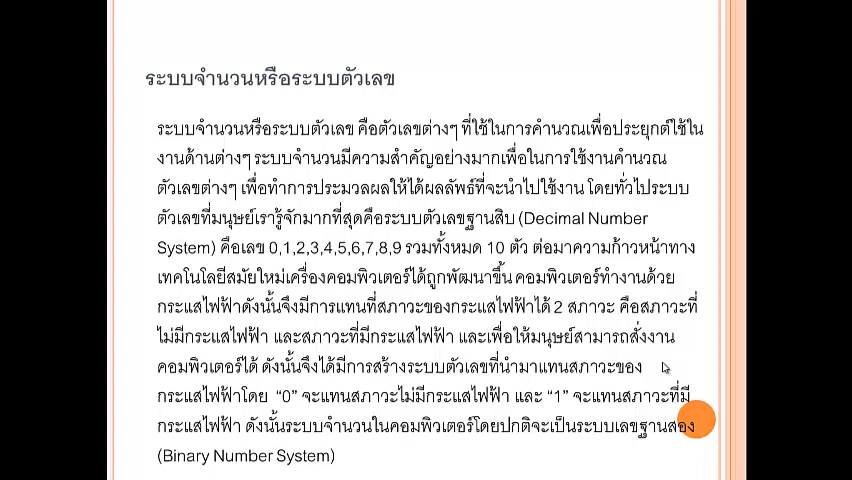 ระบบจำนวนหรือระบบตัวเลข
ระบบจำนวนหรือระบบตัวเลข คือตัวเลขต่างๆ ที่ใช้ในการคำนวณเพื่อประยุกต์ใช้ใน
งานด้านต่างๆ ระบบจำนวนมีความสำคัญอย่างมากเพื่อในการใช้งานคำนวณ
ตัวเลขต่างๆ เพื่อทำการประมวลผลให้ได้ผลลัพธ์ที่จะนำไปใช้งาน โดยทั่วไประบบ
ตัวเลขที่มนุษย์เรารู้จักมากที่สุดคือระบบตัวเลขฐานสิบ (Decimal Number
System) คือเลข 0,1,2,3,4,5,6,7,8,9 รวมทั้งหมด 10 ตัว ต่อมาความก้าวหน้าทาง
เทคโนโลยีสมัยใหม่เครื่องคอมพิวเตอร์ได้ถูกพัฒนาขึ้น คอมพิวเตอร์ทำงานด้วย
กระแสไฟฟ้าดังนั้นจึงมีการแทนที่สภาวะของกระแสไฟฟ้าได้ 2 สภาวะ คือสภาวะที่
ไม่มีกระแสไฟฟ้า และสภาวะที่มีกระแสไฟฟ้า และเพื่อให้มนุษย์สามารถสั่งงาน
คอมพิวเตอร์ได้ ดังนั้นจึงได้มีการสร้างระบบตัวเลขที่นำมาแทนสภาวะของ
กระแสไฟฟ้าโดย “0” จะแทนสภาวะไม่มีกระแสไฟฟ้า และ “1” จะแทนสภาวะที่มี
กระแสไฟฟ้า ดังนั้นระบบจำนวนในคอมพิวเตอร์โดยปกติจะเป็นระบบเลขฐานสอง
(Binary Number System)